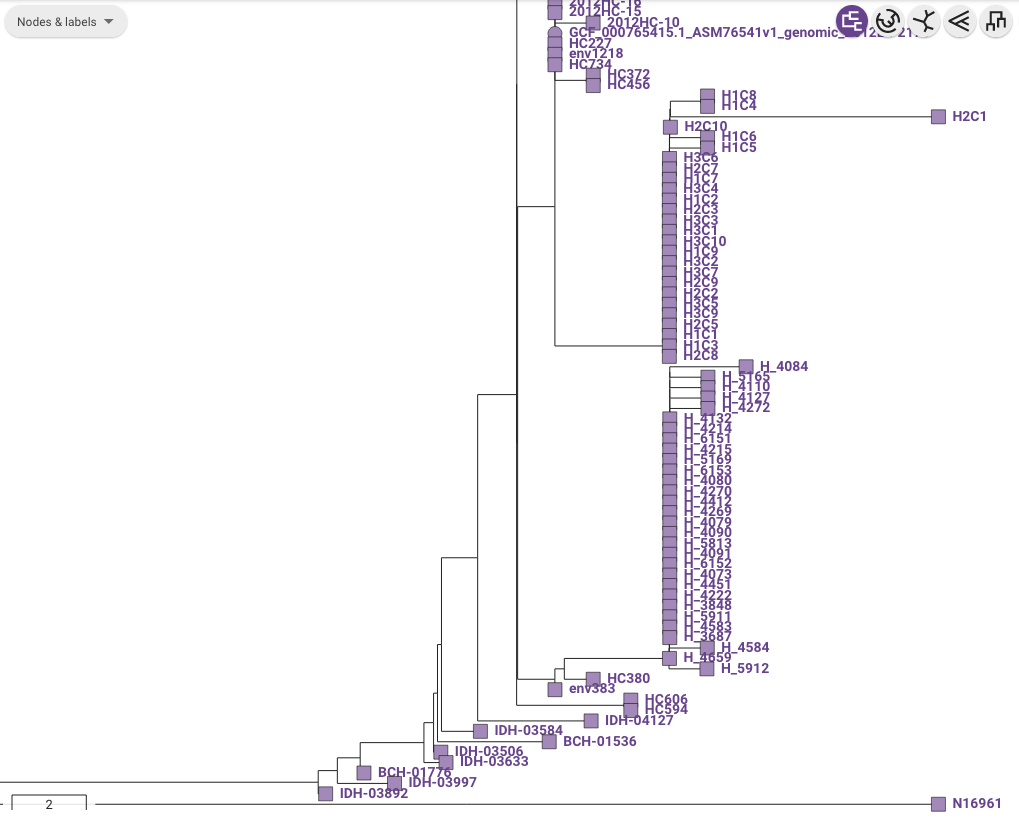 Nodes & labels
2012HC-15
2012HC-10
GCF_000765415.1_ASM76541v1_genomic_
HC227
env1218
HC734
HC372
HC456
H1C8
H1C4
H2C1
H2C10
H1C6
H1C5
H3C6
H2C7
H1C7
H3C4
H1C2
H2C3
H3C3
H3C1
H3C10
H1C9
H3C2
H3C7
H2C9
H2C2
H3C5
H3C9
H2C5
H1C1
H1C3
H2C8
H_4084
H_5165
H_4110
H_4127
H_4272
H_4132
H_4214
H_6151
H_4215
H_5169
H_6153
H_4080
H_4270
H_4412
H_4269
H_4079
H_4090
H_5813
H_4091
H_6152
H_4073
H_4451
H_4222
H_3848
H_5911
H_4583
H_3687
H_4584
H_4659
H_5912
HC380
env383
HC606
HC594
IDH-04127
IDH-03584
BCH-01536
IDH-03506
IDH-03633
BCH-01776
IDH-03997
IDH-03892
2
N16961